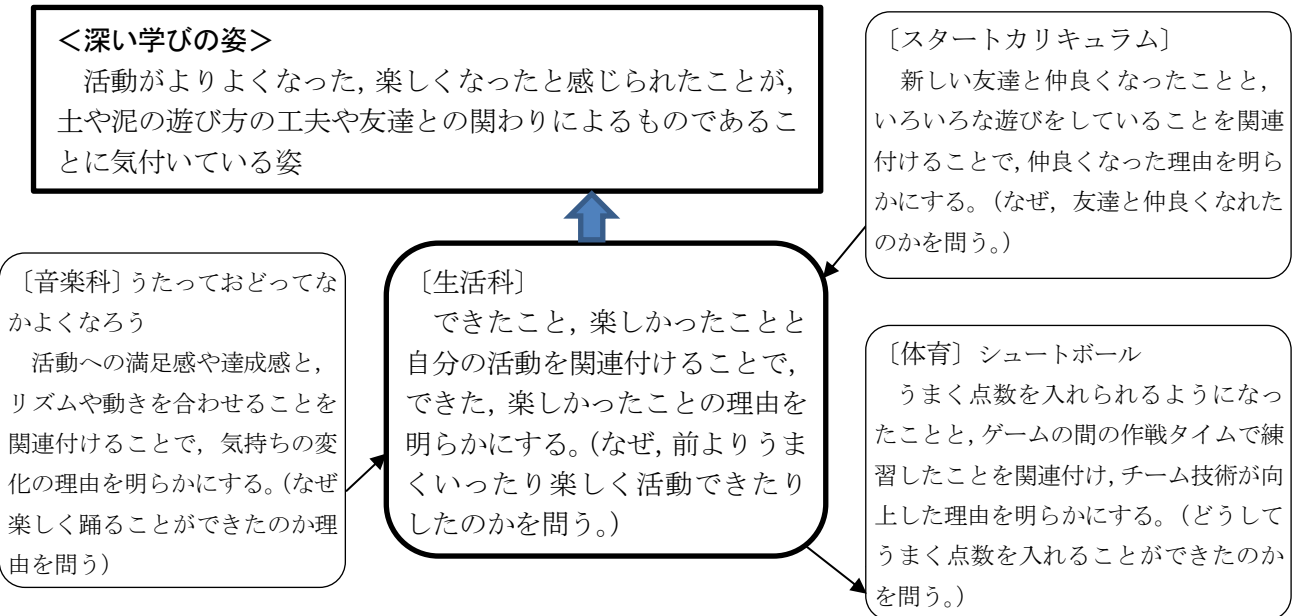 ＜深い学びの姿＞
活動がよりよくなった，楽しくなったと感じられたことが，
土や泥の遊び方の工夫や友達との関わりによるものであるこ
とに気付いている姿
〔スタートカリキュラム〕
新しい友達と仲良くなったことと，
いろいろな遊びをしていることを関連
付けることで，仲良くなった理由を明ら
かにする。（なぜ，友達と仲良くなれた
のかを問う。）
〔音楽科〕うたっておどってな
かよくなろう
活動への満足感や達成感と，
リズムや動きを合わせることを
関連付けることで，気持ちの変
化の理由を明らかにする。（なぜ
楽しく踊ることができたのか理
由を問う）
〔生活科〕
できたこと，楽しかったことと
自分の活動を関連付けることで，
できた，楽しかったことの理由を
明らかにする。（なぜ，前よりうま
くいったり楽しく活動できたり
したのかを問う。）
〔体育〕シュートボール
うまく点数を入れられるようになっ
たことと，ゲームの間の作戦タイムで練
習したことを関連付け，チーム技術が向
上した理由を明らかにする。（どうして
うまく点数を入れることができたのか
を問う。）